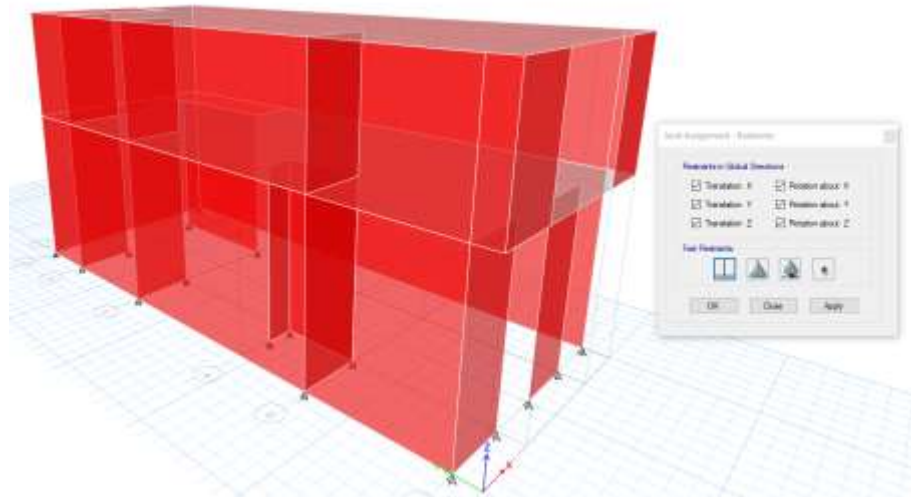 Joint Assignment - Restraints
Restraints in Global Directions
Translation X
Rotation about X
Translation Y
Rotation about Y
Translation Z
Rotation about Z
Fast Restraints
OK
Close
Apply
Z
X